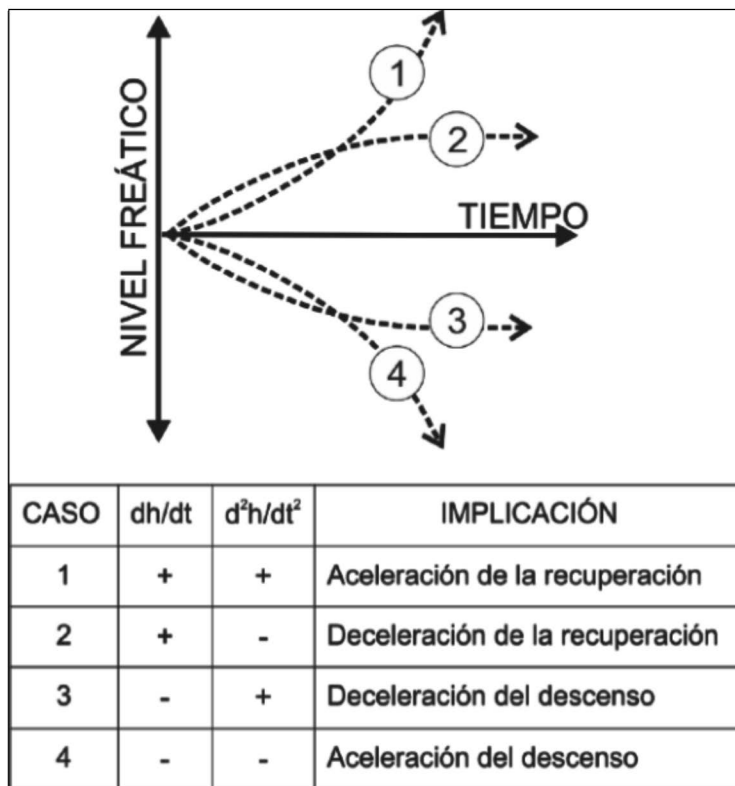 NIVEL FREÁTICO
1
2
TIEMPO
3
4
CASO dh/dt d²h/dt² IMPLICACIÓN
1 + + Aceleración de la recuperación
2 + - Deceleración de la recuperación
3 - + Deceleración del descenso
4 - - Aceleración del descenso